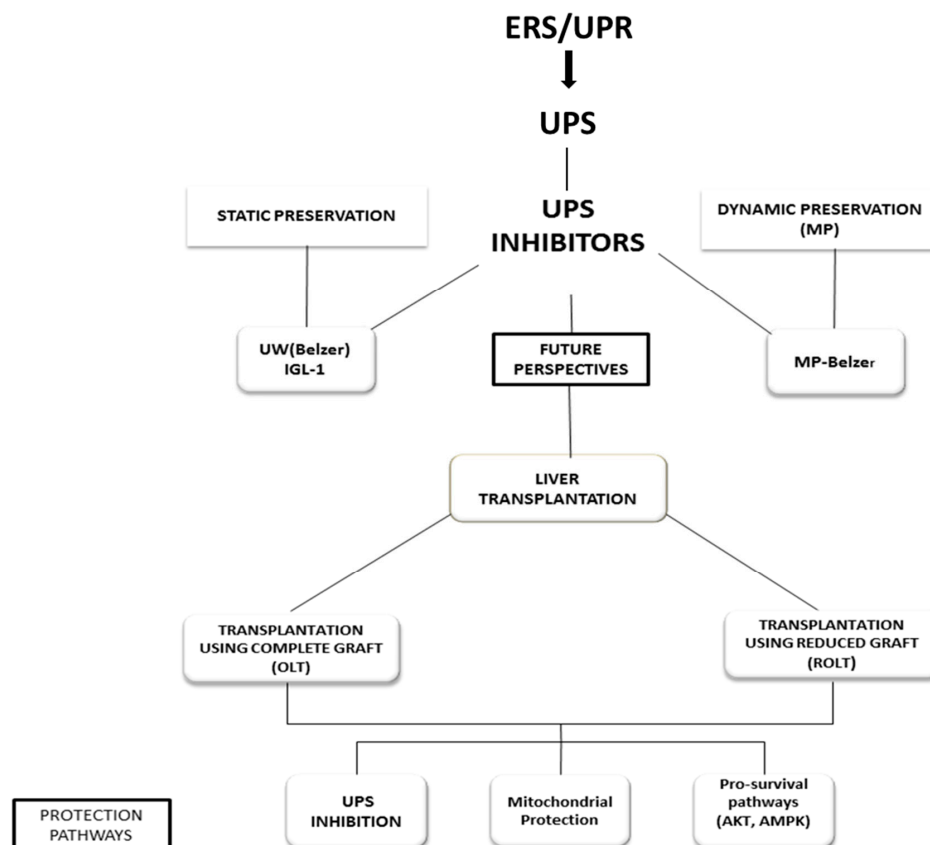 ERS/UPR
UPS
UPS
INHIBITORS
STATIC PRESERVATION
DYNAMIC PRESERVATION
(MP)
UW(Belzer)
IGL-1
FUTURE
PERSPECTIVES
MP-Belzer
LIVER
TRANSPLANTATION
TRANSPLANTATION
USING COMPLETE GRAFT
(OLT)
TRANSPLANTATION
USING REDUCED GRAFT
(ROLT)
UPS
INHIBITION
Mitochondrial
Protection
Pro-survival
pathways
(AKT, AMPK)
PROTECTION
PATHWAYS